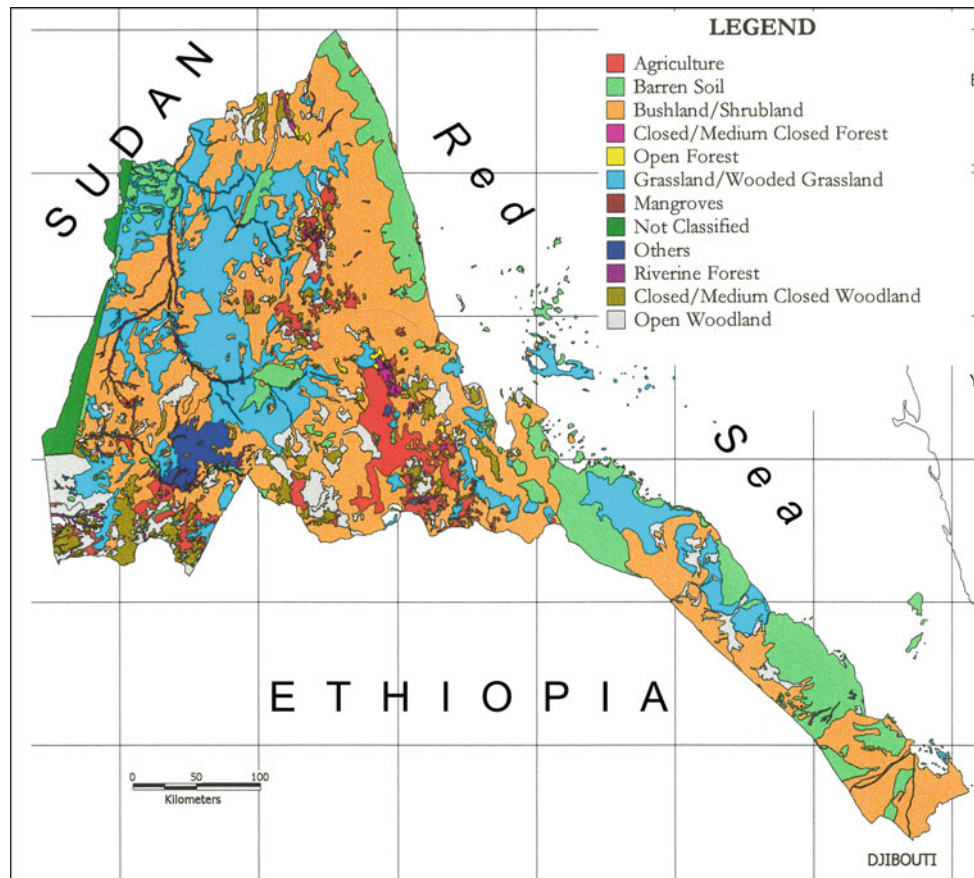 LEGEND
Agriculture
Barren Soil
Bushland/Shrubland
Closed/Medium Closed Forest
Open Forest
Grassland/Wooded Grassland
Mangroves
Not Classified
Others
Riverine Forest
Closed/Medium Closed Woodland
Open Woodland
SUDAN
Red
Sea
ETHIOPIA
0 50 100
Kilometers
DJIBOUTI